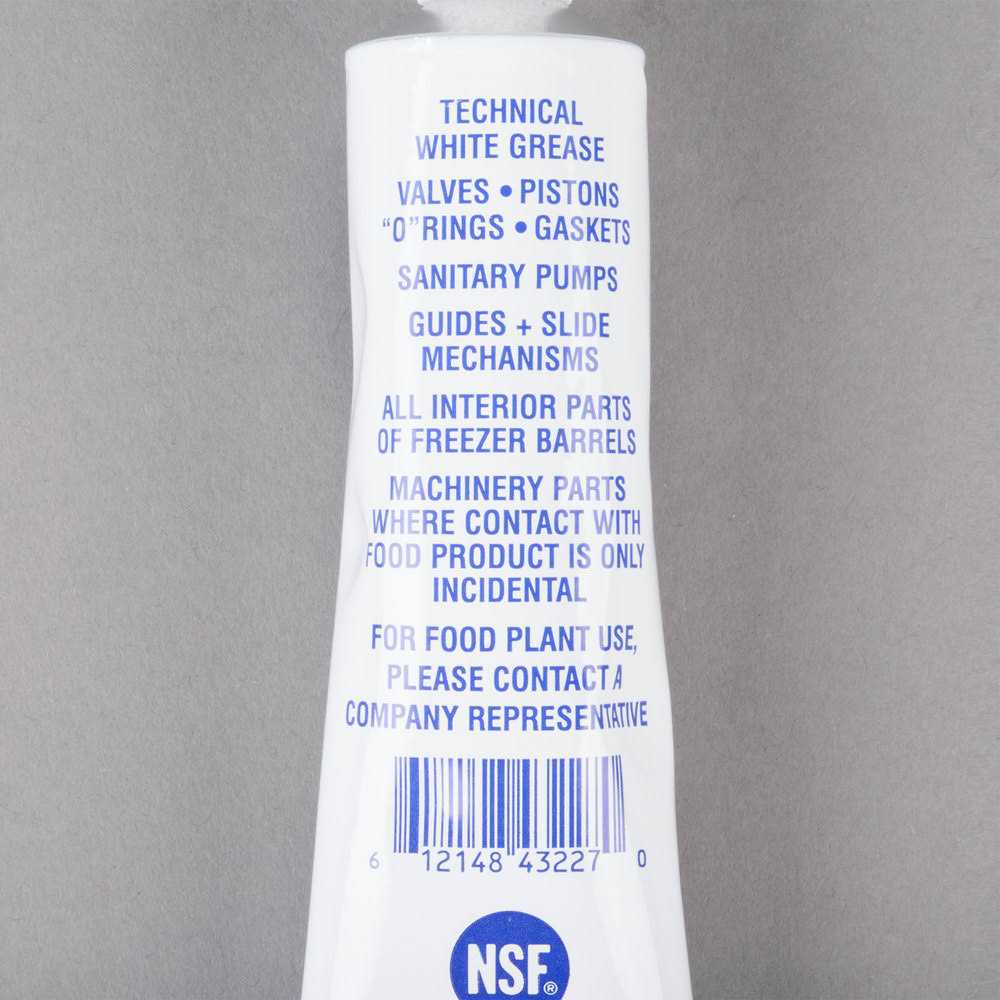 TECHNICAL
WHITE GREASE
VALVES • PISTONS
“O”RINGS • GASKETS
SANITARY PUMPS
GUIDES + SLIDE
MECHANISMS
ALL INTERIOR PARTS
OF FREEZER BARRELS
MACHINERY PARTS
WHERE CONTACT WITH
FOOD PRODUCT IS ONLY
INCIDENTAL
FOR FOOD PLANT USE,
PLEASE CONTACT A
COMPANY REPRESENTATIVE
6 12148 43227 0
NSF®